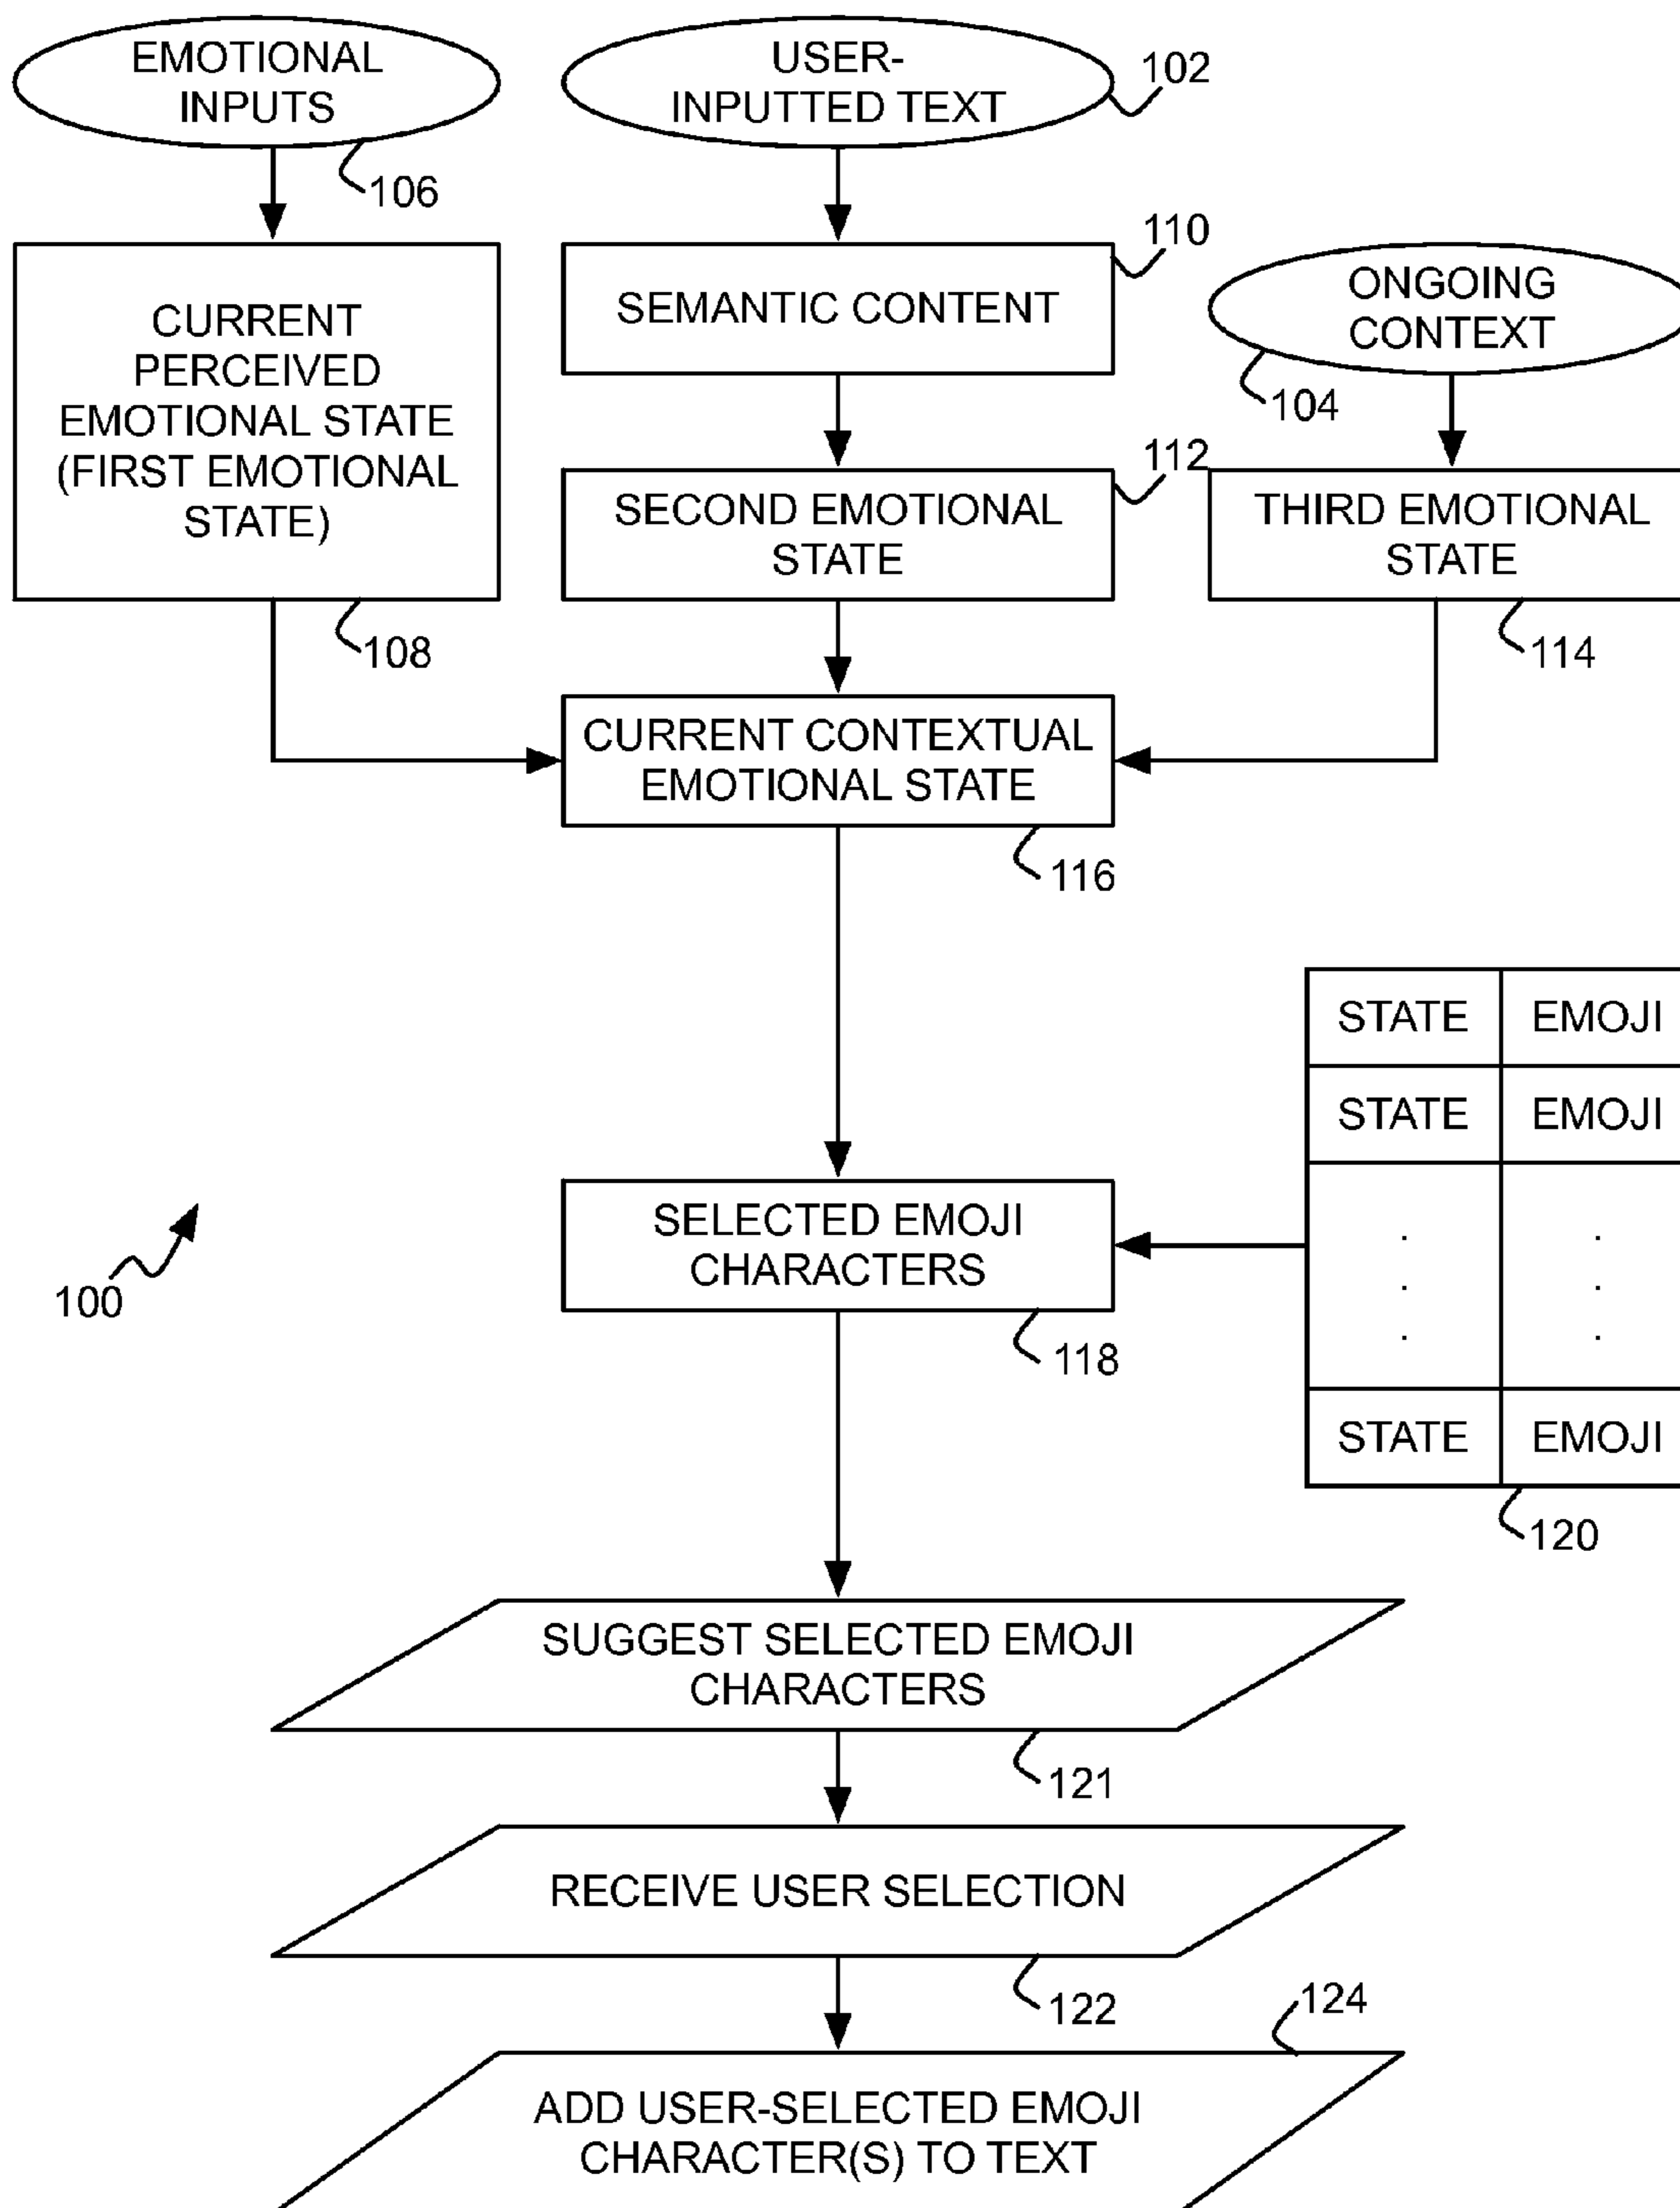 EMOTIONAL
INPUTS
106
USER-
INPUTTED TEXT
102
CURRENT
PERCEIVED
EMOTIONAL STATE
(FIRST EMOTIONAL
STATE)
108
SEMANTIC CONTENT
110
ONGOING
CONTEXT
104
SECOND EMOTIONAL
STATE
112
THIRD EMOTIONAL
STATE
114
CURRENT CONTEXTUAL
EMOTIONAL STATE
116
STATE EMOJI
STATE EMOJI
. .
. .
. .
STATE EMOJI
120
SELECTED EMOJI
CHARACTERS
118
100
SUGGEST SELECTED EMOJI
CHARACTERS
121
RECEIVE USER SELECTION
122
124
ADD USER-SELECTED EMOJI
CHARACTER(S) TO TEXT